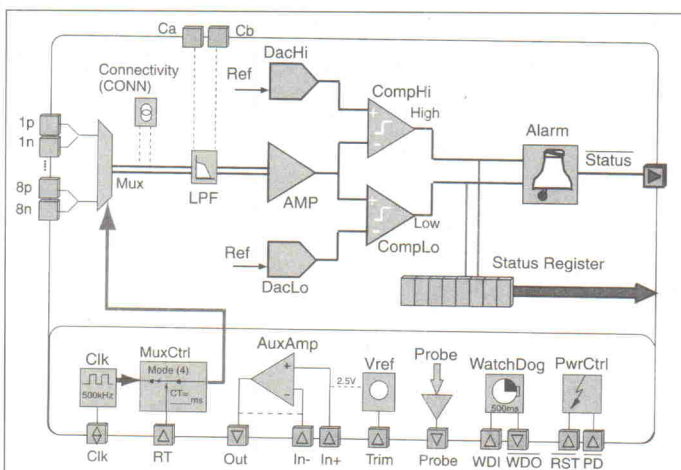 Ca Cb
DacHi
Connectivity
(CONN)
Ref
CompHi
High
Alarm
1p
1n
Status
Mux
LPF
AMP
8p
8n
Low
CompLo
Ref
DacLo
Status Register
Clk
MuxCtrl
AuxAmp
Vref
Probe
WatchDog
PwrCtrl
Mode (4)
500kHz
CT=
ms
2.5V
500ms
Clk
RT
Out
In-
In+
Trim
Probe
WDI
WDO
RST
PD